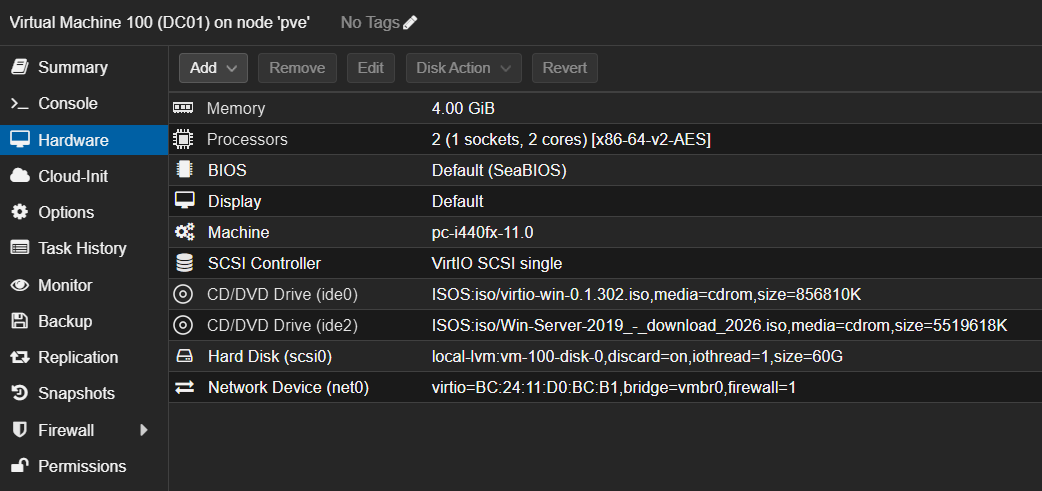 Virtual Machine 100 (DC01) on node 'pve' No Tags
Summary
Console
Hardware
Cloud-Init
Options
Task History
Monitor
Backup
Replication
Snapshots
Firewall
Permissions
Add Remove Edit Disk Action Revert
Memory 4.00 GiB
Processors 2 (1 sockets, 2 cores) [x86-64-v2-AES]
BIOS Default (SeaBIOS)
Display Default
Machine pc-i440fx-11.0
SCSI Controller VirtIO SCSI single
CD/DVD Drive (ide0) ISOS:iso/virtio-win-0.1.302.iso,media=cdrom,size=856810K
CD/DVD Drive (ide2) ISOS:iso/Win-Server-2019_-_download_2026.iso,media=cdrom,size=5519618K
Hard Disk (scsi0) local-lvm:vm-100-disk-0,discard=on,iothread=1,size=60G
Network Device (net0) virtio=BC:24:11:D0:BC:B1,bridge=vmbr0,firewall=1